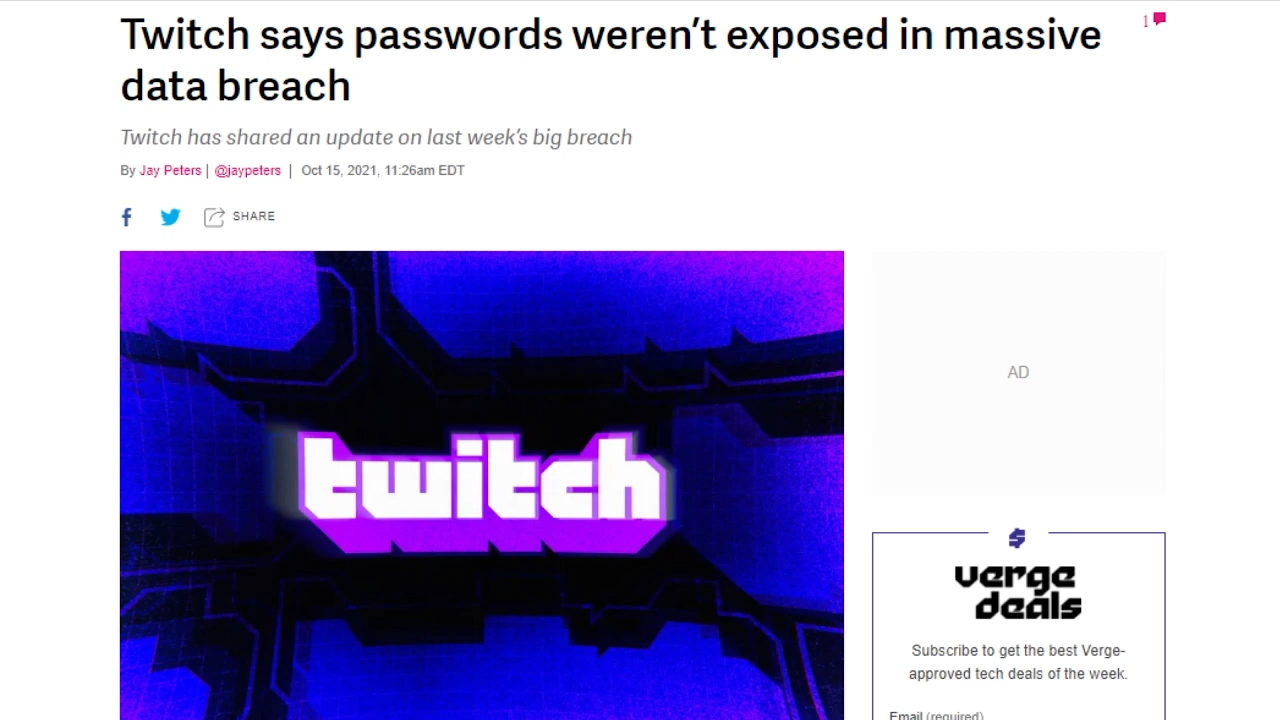 Twitch says passwords weren’t exposed in massive
data breach
1
Twitch has shared an update on last week’s big breach
By Jay Peters | @jaypeters | Oct 15, 2021, 11:26am EDT
SHARE
twitch
AD
verge
deals
Subscribe to get the best Verge-
approved tech deals of the week.
Email (required)